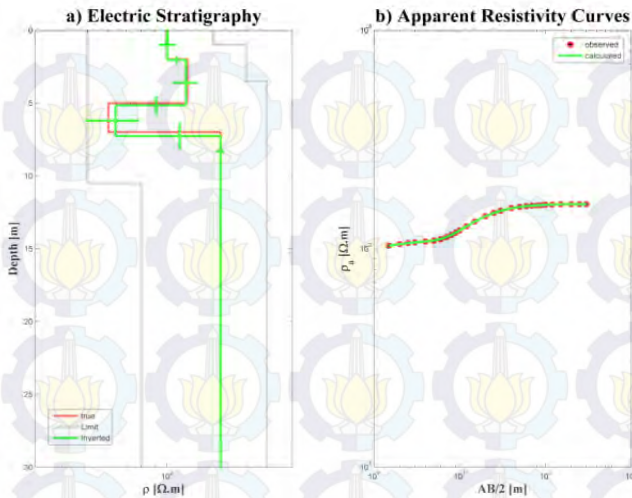 a) Electric Stratigraphy
b) Apparent Resistivity Curves
0
5
10
15
20
25
30
Depth [m]
ρ [Ω.m]
true
Limit
Inverted
observed
calculated
ρa [Ω.m]
AB/2 [m]